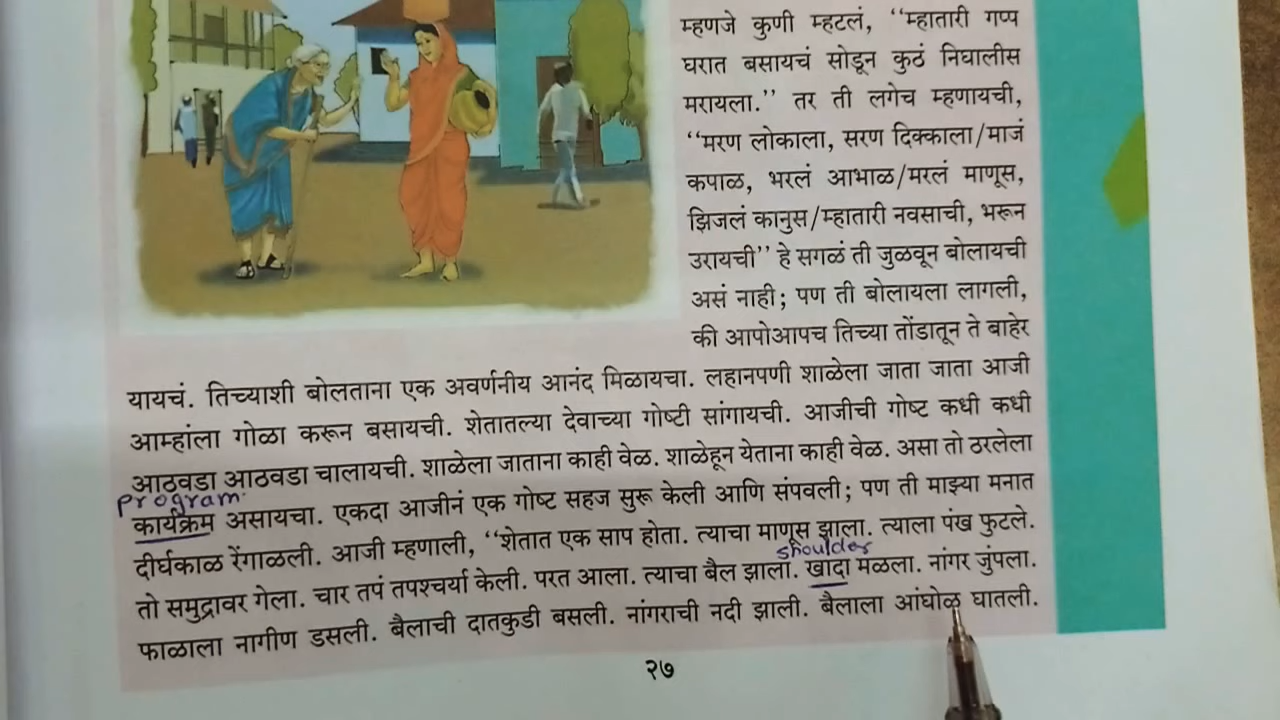 म्हणजे कुणी म्हटलं, ‘‘म्हातारी गप्प
घरात बसायचं सोडून कुठं निघालीस
मरायला.’’ तर ती लगेच म्हणायची,
‘‘मरण लोकाला, सरण दिक्काला/माजं
कपाळ, भरलं आभाळ/मरलं माणूस,
झिजलं कानुस/म्हातारी नवसाची, भरून
उरायची’’ हे सगळं ती जुळवून बोलायची
असं नाही; पण ती बोलायला लागली,
की आपोआपच तिच्या तोंडातून ते बाहेर
यायचं. तिच्याशी बोलताना एक अवर्णनीय आनंद मिळायचा. लहानपणी शाळेला जाता जाता आजी
आम्हांला गोळा करून बसायची. शेतातल्या देवाच्या गोष्टी सांगायची. आजीची गोष्ट कधी कधी
आठवडा आठवडा चालायची. शाळेला जाताना काही वेळ. शाळेहून येताना काही वेळ. असा तो ठरलेला
program.
कार्यक्रम असायचा. एकदा आजीनं एक गोष्ट सहज सुरू केली आणि संपवली; पण ती माझ्या मनात
दीर्घकाळ रेंगाळली. आजी म्हणाली, ‘‘शेतात एक साप होता. त्याचा माणूस झाला. त्याला पंख फुटले.
shoulder
तो समुद्रावर गेला. चार तपं तपश्चर्या केली. परत आला. त्याचा बैल झाला. खादा मळला. नांगर जुंपला.
फाळाला नागीण डसली. बैलाची दातकुडी बसली. नांगराची नदी झाली. बैलाला आंघोळ घातली.
२७